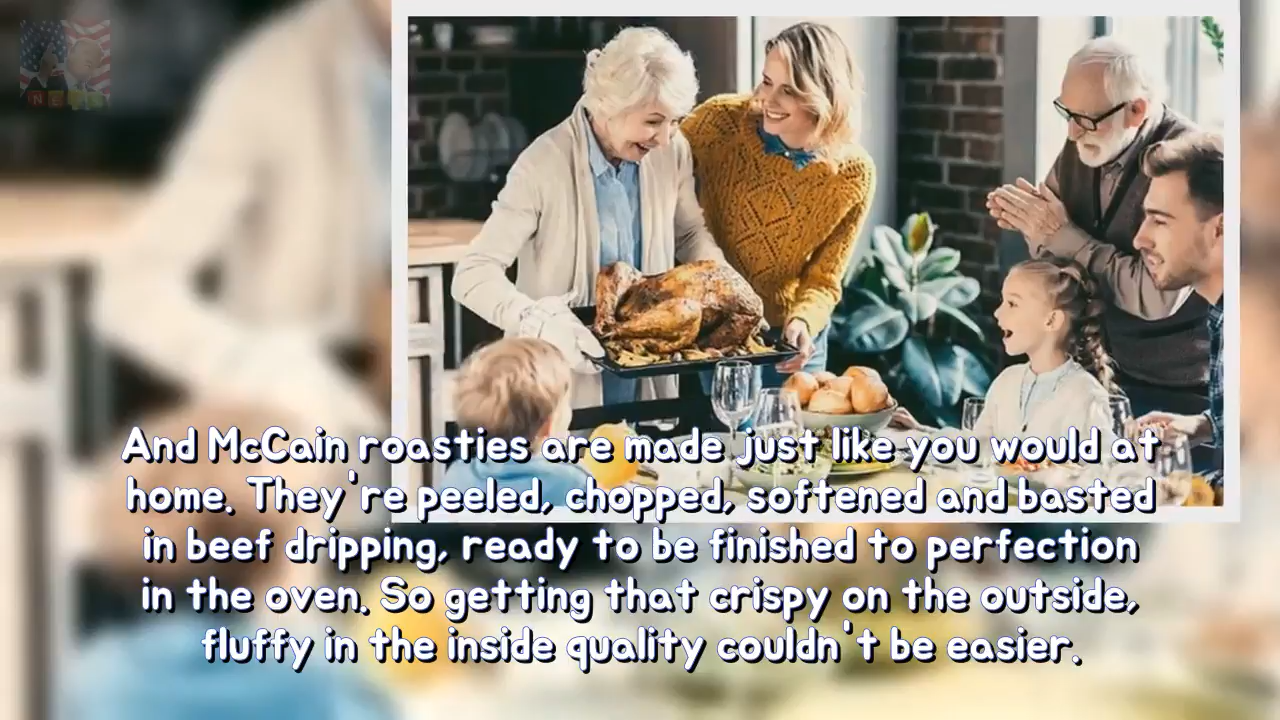 And McCain roasties are made just like you would at
home. They're peeled, chopped, softened and basted
in beef dripping, ready to be finished to perfection
in the oven. So getting that crispy on the outside,
fluffy in the inside quality couldn't be easier.